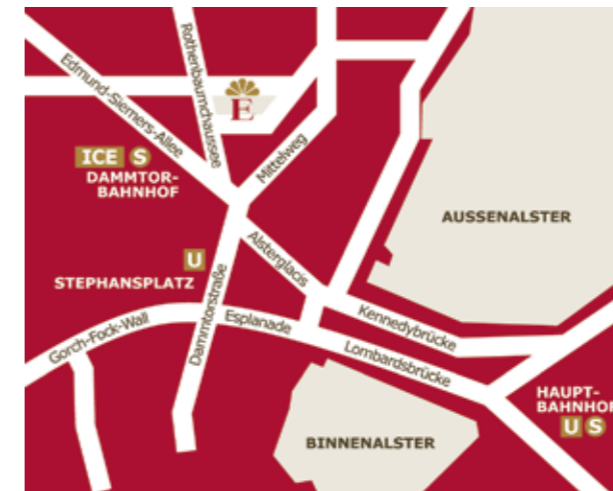 Rothenbaumchaussee
Edmund-Siemers-Allee
E
Mittelweg
ICE S
DAMMTOR-
BAHNHOF
AUSSENALSTER
Alsterglacis
U
STEPHANSPLATZ
Dammtorstraße
Esplanade
Kennedybrücke
Gorch-Fock-Wall
Lombardsbrücke
HAUPT-
BAHNHOF
U S
BINNENALSTER